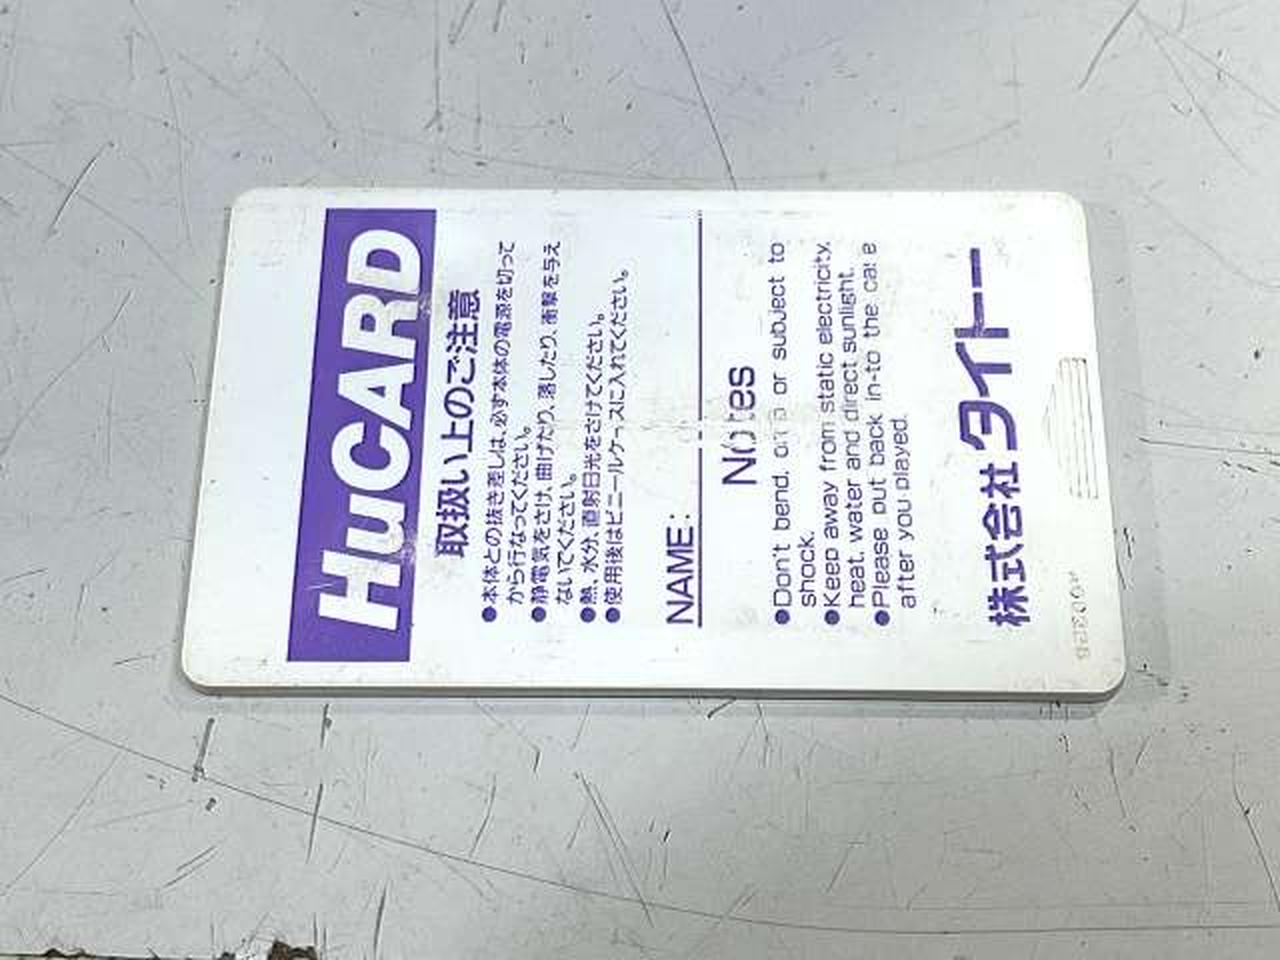 HuCARD
取扱い上のご注意
●本体との抜き差しは、必ず本体の電源を切って
から行なってください。
●静電気をさけ、曲げたり、落したり、衝撃を与え
ないでください。
●熱、水分、直射日光をさけてください。
●使用後はビニールケースに入れてください。
NAME:
Notes
●Don't bend, or subject to
shock.
●Keep away from static electricity,
heat, water and direct sunlight.
●Please put back in-to the
after you played.
株式会社タイトー